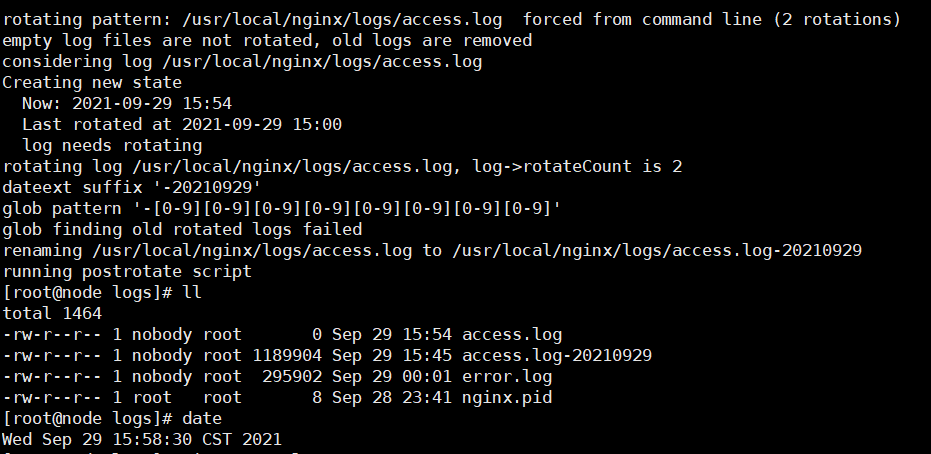 rotating pattern: /usr/local/nginx/logs/access.log  forced from command line (2 rotations)
empty log files are not rotated, old logs are removed
considering log /usr/local/nginx/logs/access.log
Creating new state
  Now: 2021-09-29 15:54
  Last rotated at 2021-09-29 15:00
  log needs rotating
rotating log /usr/local/nginx/logs/access.log, log->rotateCount is 2
dateext suffix '-20210929'
glob pattern '-[0-9][0-9][0-9][0-9][0-9][0-9][0-9][0-9]'
glob finding old rotated logs failed
renaming /usr/local/nginx/logs/access.log to /usr/local/nginx/logs/access.log-20210929
running postrotate script
[root@node logs]# ll
total 1464
-rw-r--r-- 1 nobody root       0 Sep 29 15:54 access.log
-rw-r--r-- 1 nobody root 1189904 Sep 29 15:45 access.log-20210929
-rw-r--r-- 1 nobody root  295902 Sep 29 00:01 error.log
-rw-r--r-- 1 root   root       8 Sep 28 23:41 nginx.pid
[root@node logs]# date
Wed Sep 29 15:58:30 CST 2021